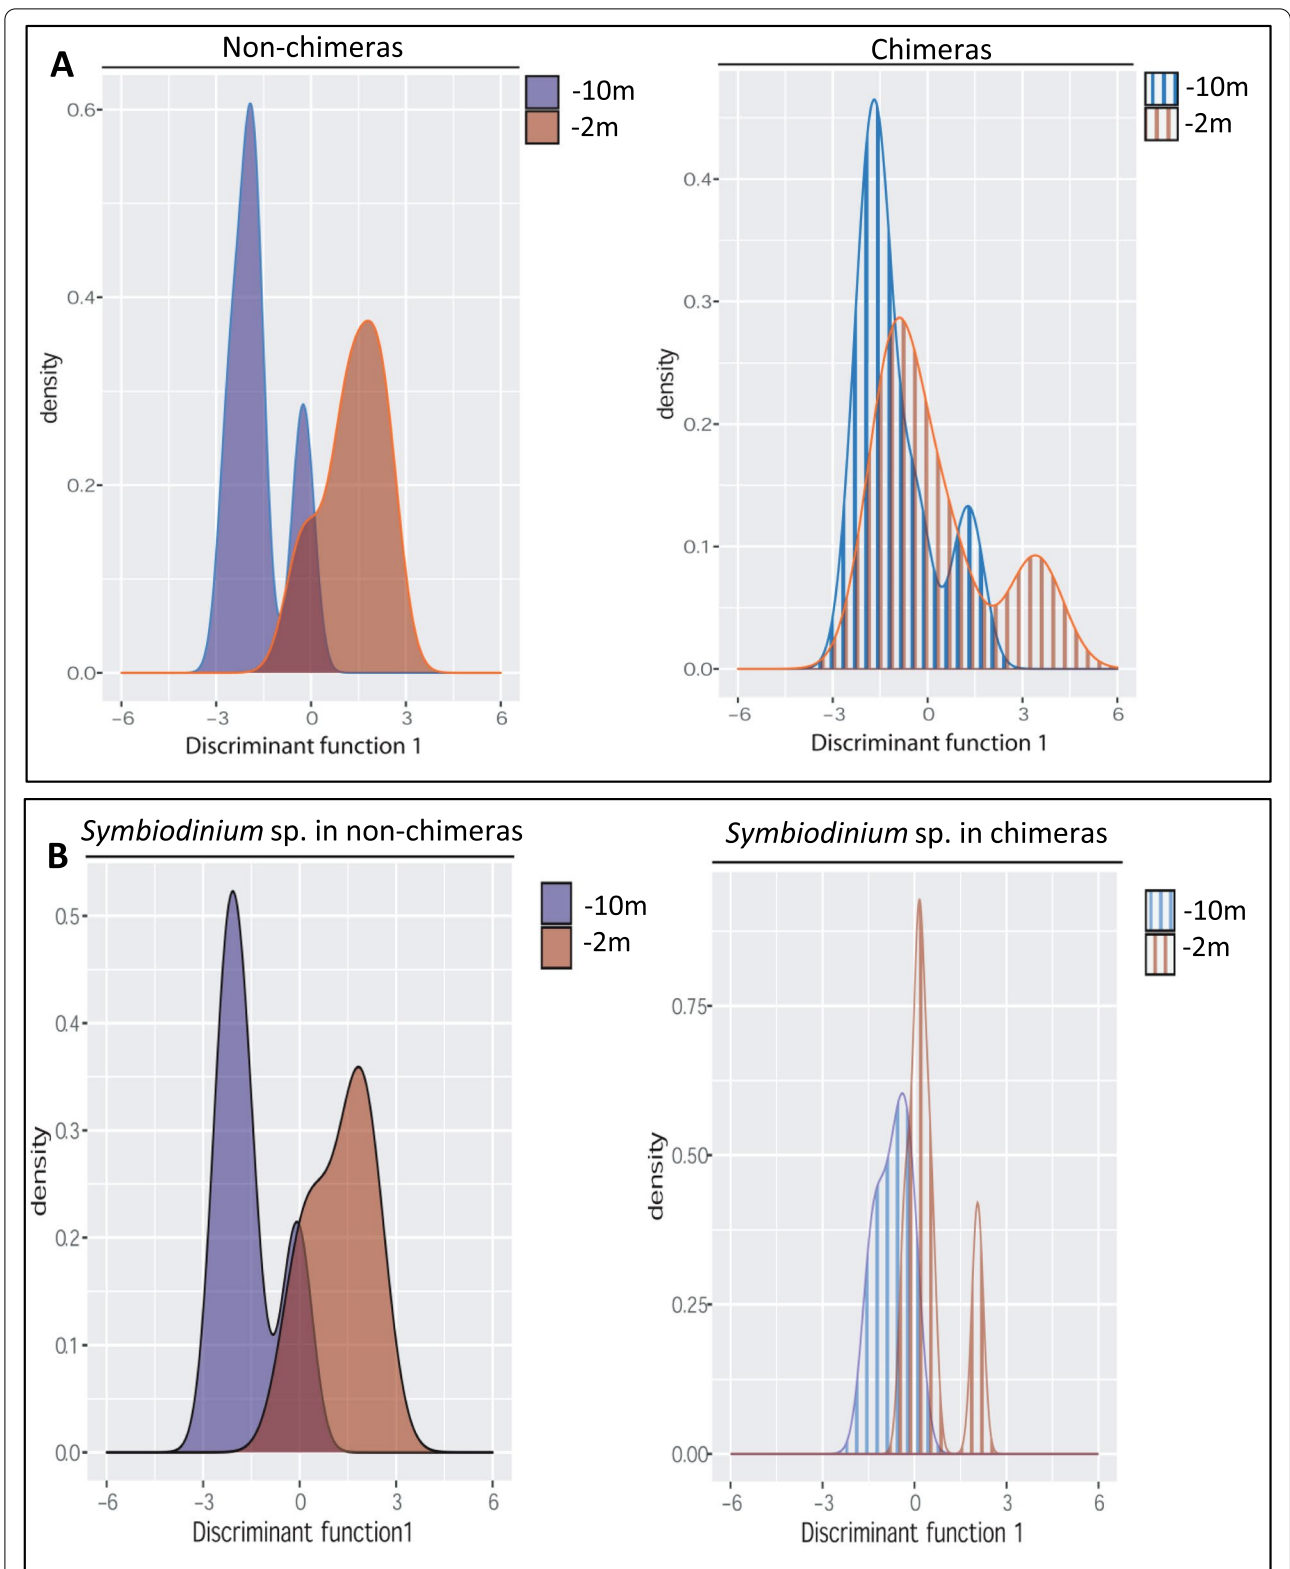 A
Non-chimeras
-10m
-2m
0.6
0.4
0.2
0.0
density
-6 -3 0 3 6
Discriminant function 1
Chimeras
-10m
-2m
0.4
0.3
0.2
0.1
0.0
density
-6 -3 0 3 6
Discriminant function 1
B
Symbiodinium sp. in non-chimeras
-10m
-2m
0.5
0.4
0.3
0.2
0.1
0.0
density
-6 -3 0 3 6
Discriminant function1
Symbiodinium sp. in chimeras
-10m
-2m
0.75
0.50
0.25
0.00
density
-6 -3 0 3 6
Discriminant function 1